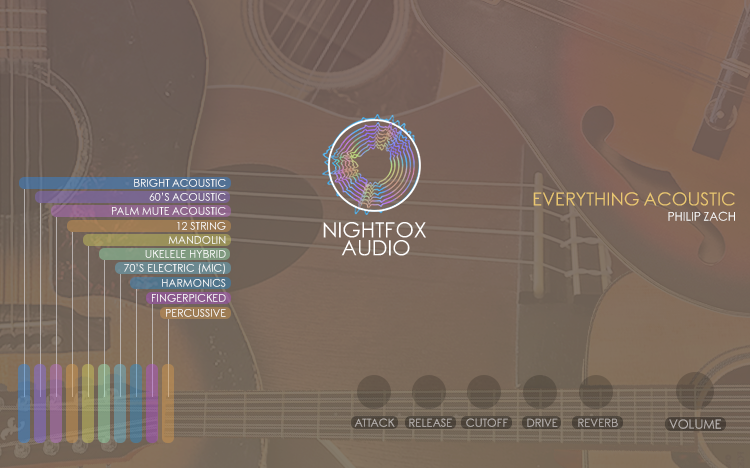 BRIGHT ACOUSTIC
60'S ACOUSTIC
PALM MUTE ACOUSTIC
12 STRING
MANDOLIN
UKELELE HYBRID
70'S ELECTRIC (MIC)
HARMONICS
FINGERPICKED
PERCUSSIVE
NIGHTFOX
AUDIO
EVERYTHING ACOUSTIC
PHILIP ZACH
ATTACK RELEASE CUTOFF DRIVE REVERB VOLUME